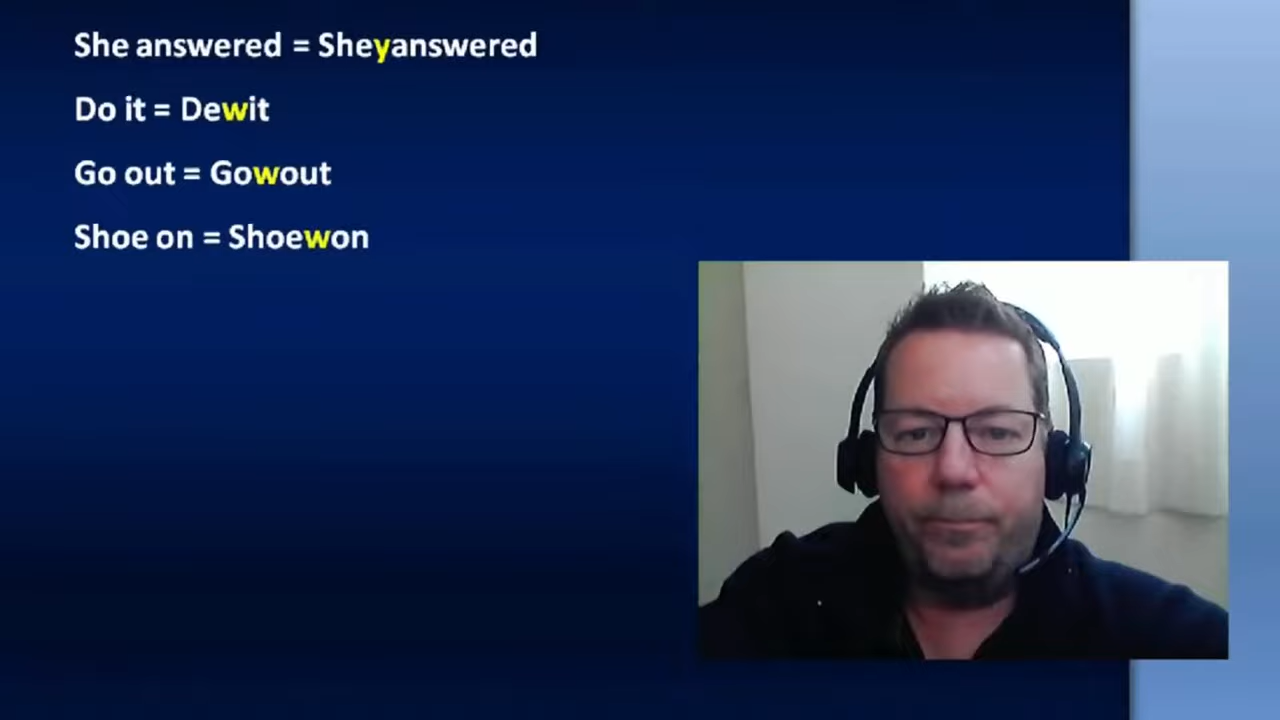 She answered = Sheyanswered
Do it = Dewit
Go out = Gowout
Shoe on = Shoewon